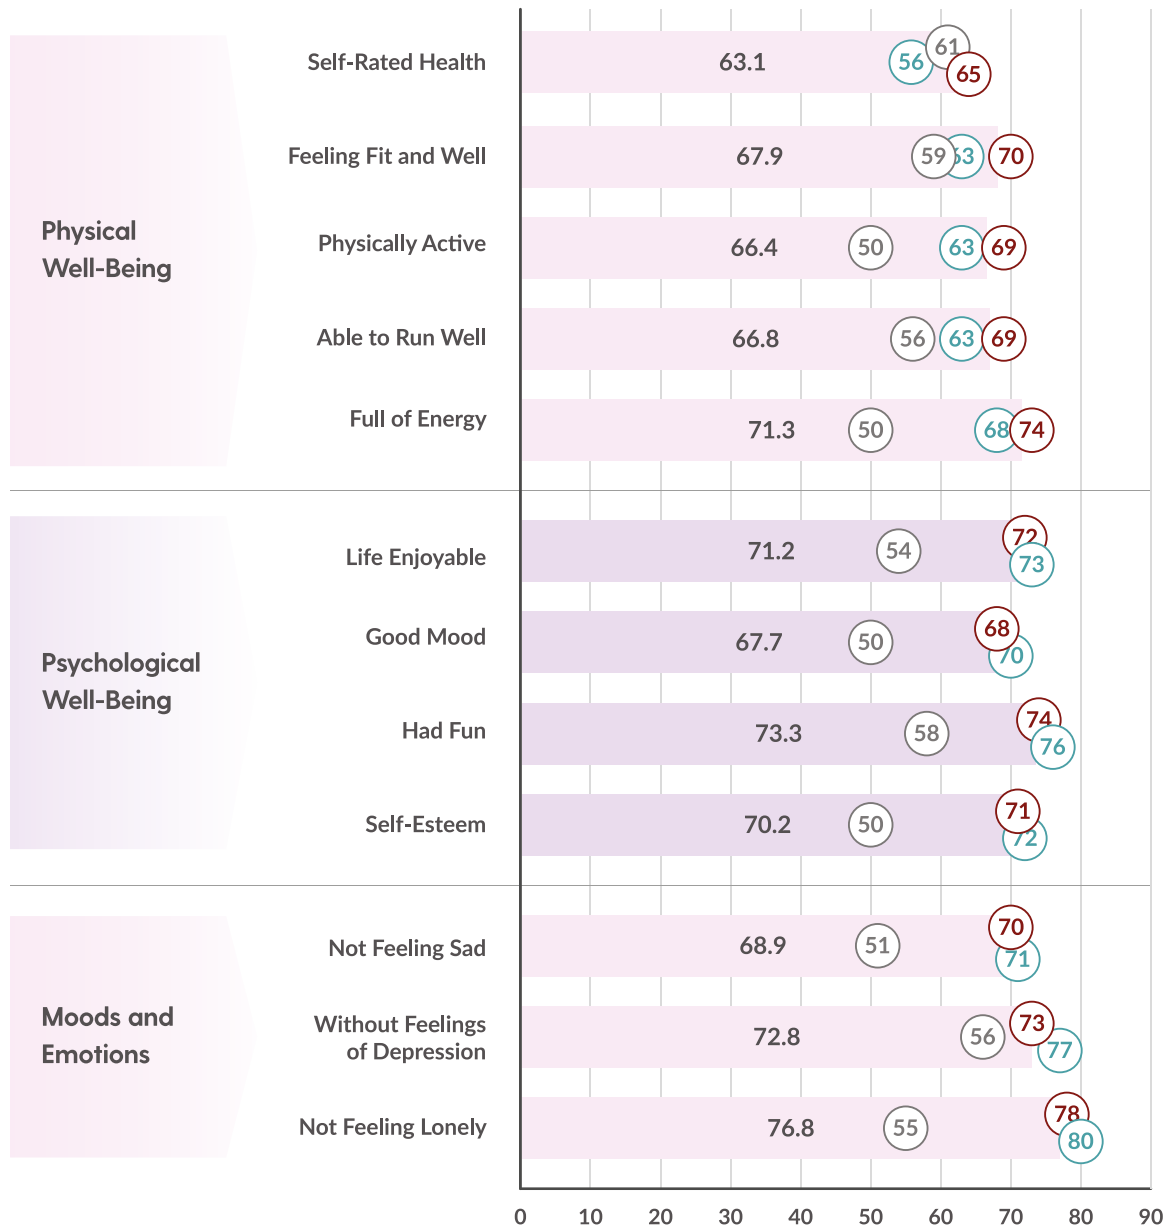 Physical
Well-Being
Self-Rated Health
63.1
56
61
65
Feeling Fit and Well
67.9
59
63
70
Physically Active
66.4
50
63
69
Able to Run Well
66.8
56
63
69
Full of Energy
71.3
50
68
74
Psychological
Well-Being
Life Enjoyable
71.2
54
72
73
Good Mood
67.7
50
68
70
Had Fun
73.3
58
74
76
Self-Esteem
70.2
50
71
72
Moods and
Emotions
Not Feeling Sad
68.9
51
70
71
Without Feelings
of Depression
72.8
56
73
77
Not Feeling Lonely
76.8
55
78
80
0 10 20 30 40 50 60 70 80 90